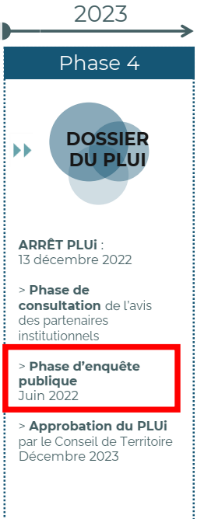 2023
Phase 4
DOSSIER
DU PLUI
ARRÊT PLUi :
13 décembre 2022
> Phase de
consultation de l'avis
des partenaires
institutionnels
> Phase d'enquête
publique
Juin 2022
> Approbation du PLUi
par le Conseil de Territoire
Décembre 2023